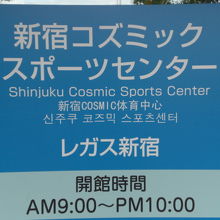 新宿コズミック
スポーツセンター
Shinjuku Cosmic Sports Center
新宿COSMIC体育中心
신주쿠 코즈믹 스포츠센터
レガス新宿
開館時間
AM9:00～PM10:00